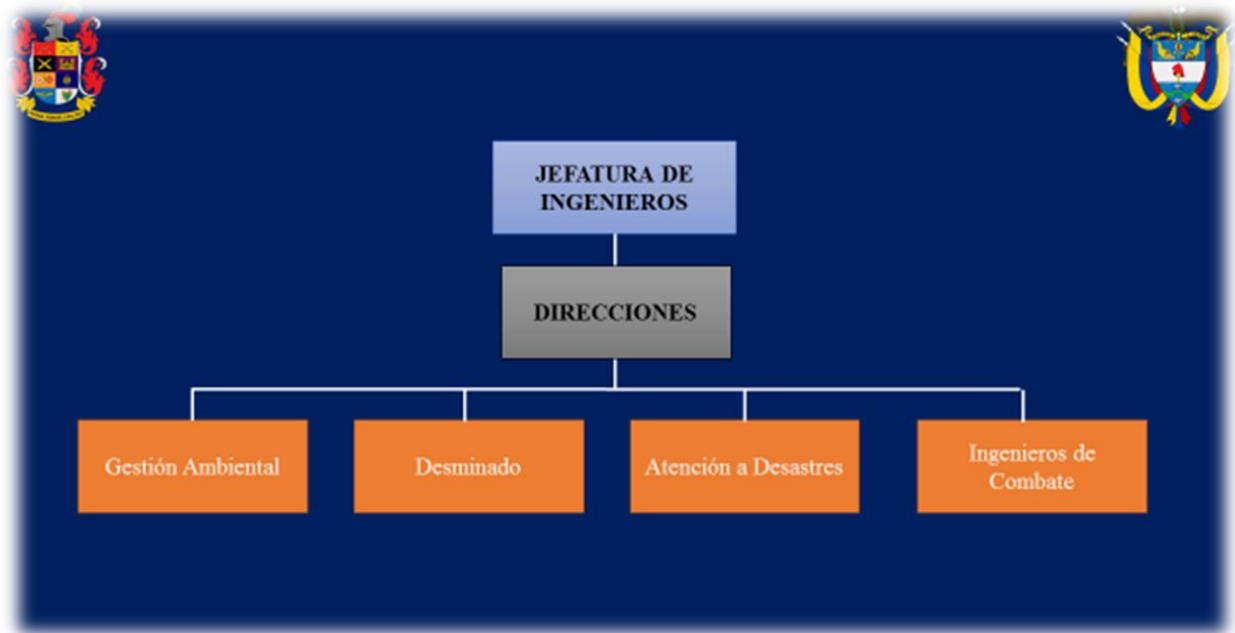 JEFATURA DE
INGENIEROS
DIRECCIONES
Gestión Ambiental
Desminado
Atención a Desastres
Ingenieros de
Combate